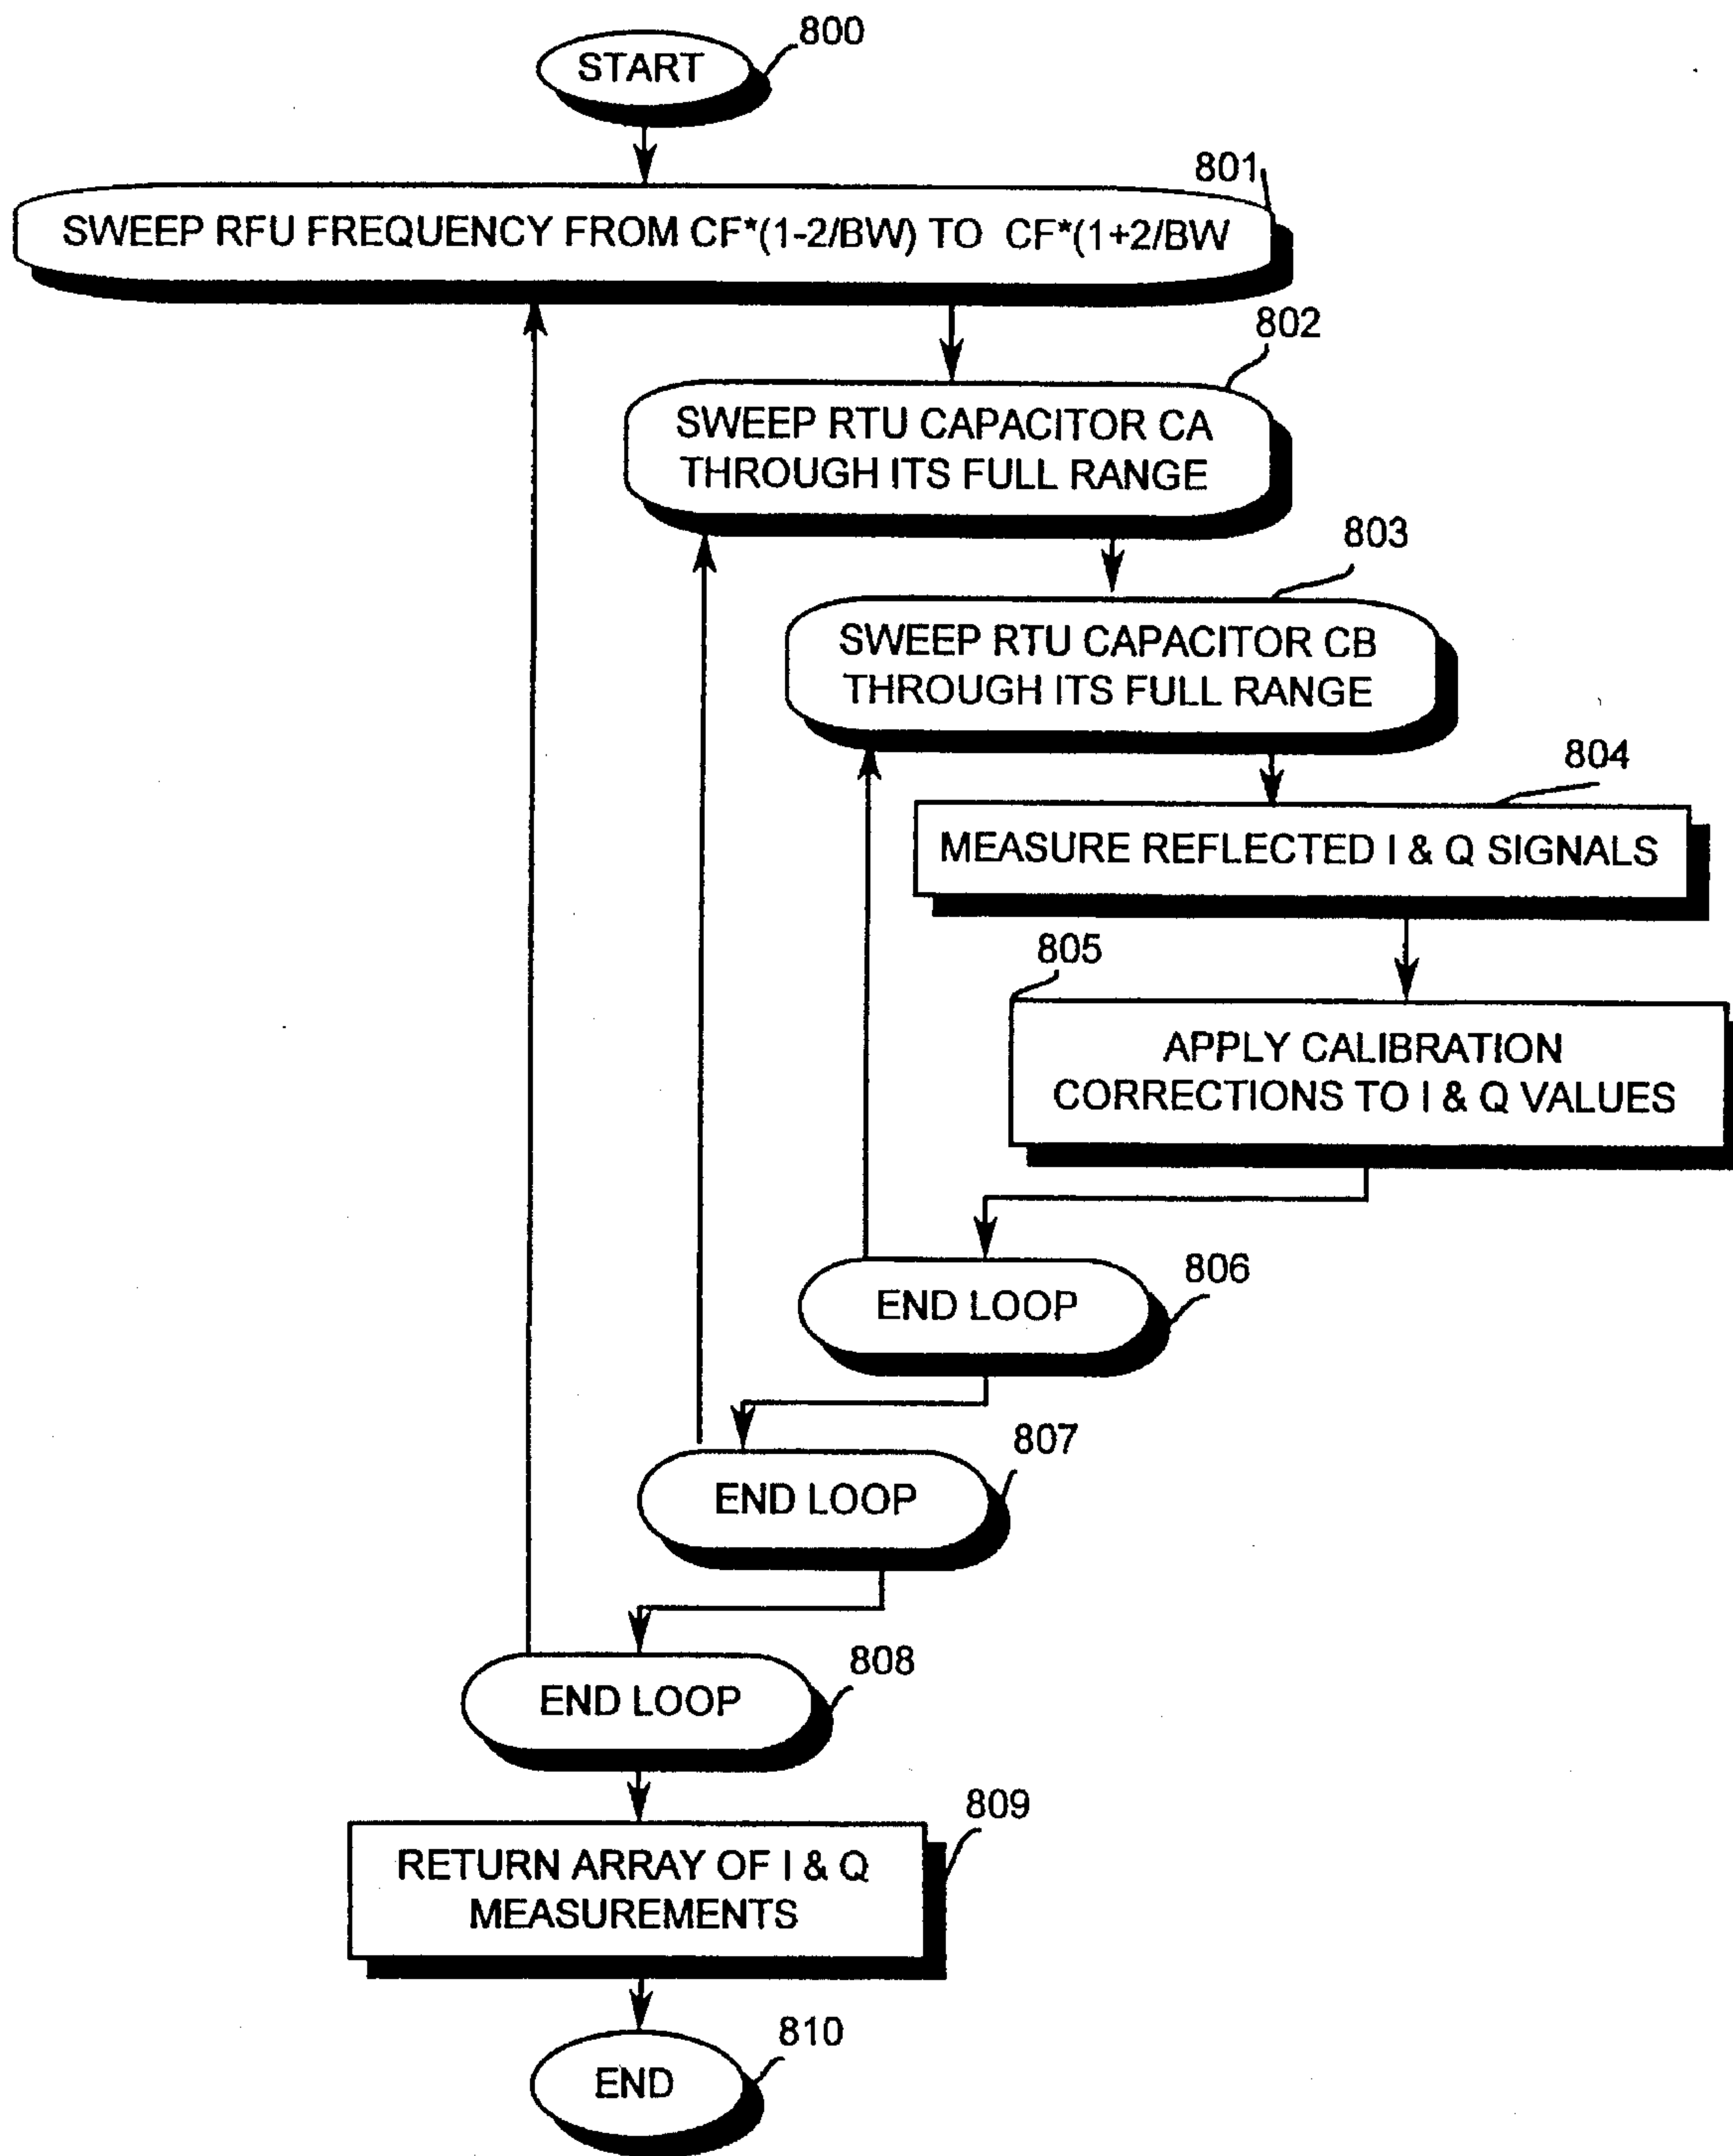 800
START
801
SWEEP RFU FREQUENCY FROM CF*(1-2/BW) TO CF*(1+2/BW
802
SWEEP RTU CAPACITOR CA
THROUGH ITS FULL RANGE
803
SWEEP RTU CAPACITOR CB
THROUGH ITS FULL RANGE
804
MEASURE REFLECTED I & Q SIGNALS
805
APPLY CALIBRATION
CORRECTIONS TO I & Q VALUES
806
END LOOP
807
END LOOP
808
END LOOP
809
RETURN ARRAY OF I & Q
MEASUREMENTS
810
END